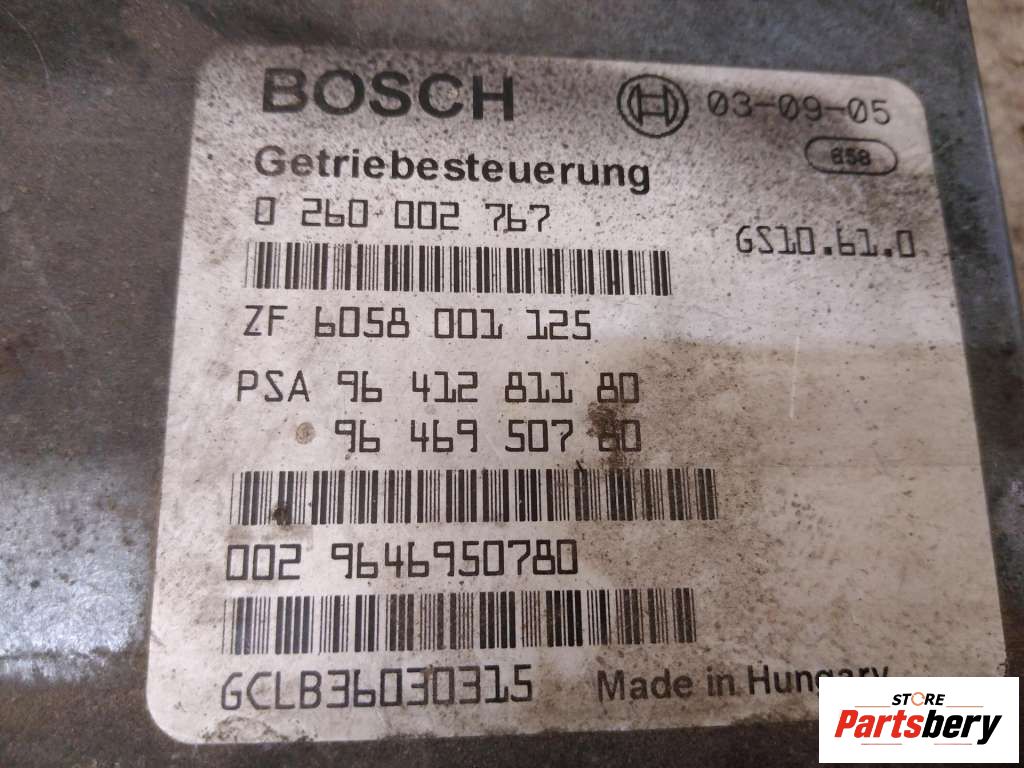 BOSCH 03-09-05
858
Getriebesteuerung
0 260 002 767
GS10.61.0
ZF 6058 001 125
PSA 96 412 811 80
96 469 507 80
002 9646950780
GCLB36030315 Made in Hungary
STORE
Partsbery